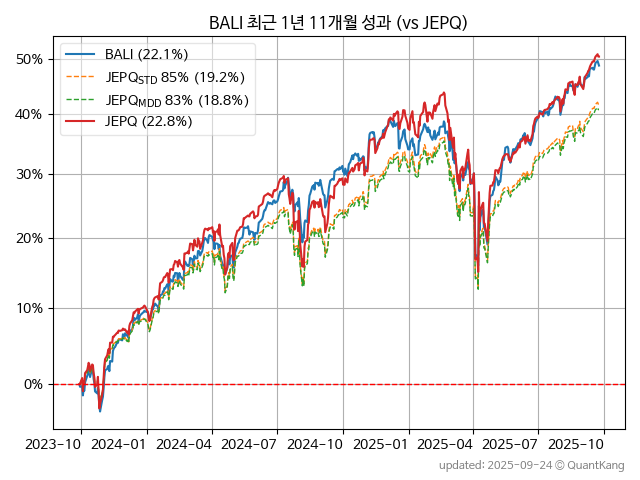 BALI 최근 1년 11개월 성과 (vs JEPQ)
BALI (22.1%)
JEPQSTD 85% (19.2%)
JEPQMDD 83% (18.8%)
JEPQ (22.8%)
50%
40%
30%
20%
10%
0%
2023-10 2024-01 2024-04 2024-07 2024-10 2025-01 2025-04 2025-07 2025-10
updated: 2025-09-24 © QuantKang